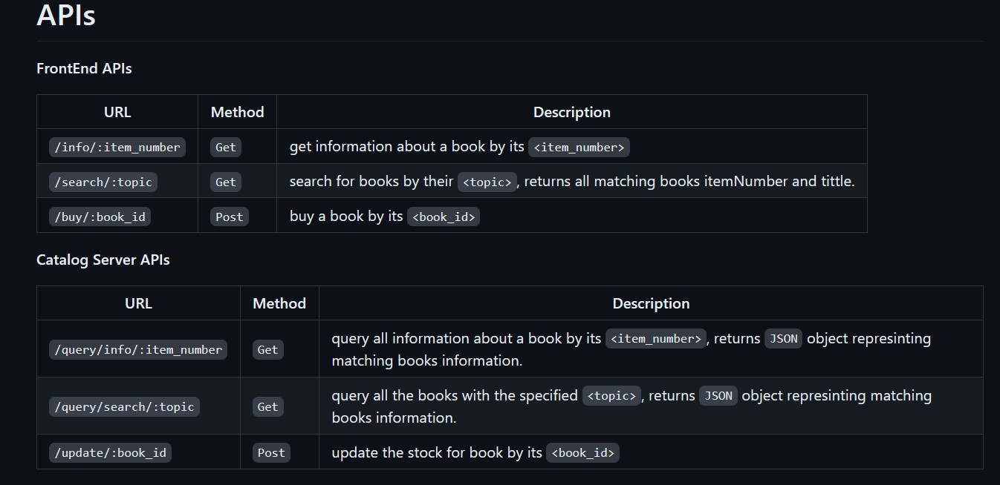 APIs
FrontEnd APIs
URL Method Description
/info/:item_number Get get information about a book by its <item_number>
/search/:topic Get search for books by their <topic>, returns all matching books itemNumber and tittle.
/buy/:book_id Post buy a book by its <book_id>
Catalog Server APIs
URL Method Description
/query/info/:item_number Get query all information about a book by its <item_number>, returns JSON object represinting
matching books information.
/query/search/:topic Get query all the books with the specified <topic>, returns JSON object represinting matching
books information.
/update/:book_id Post update the stock for book by its <book_id>